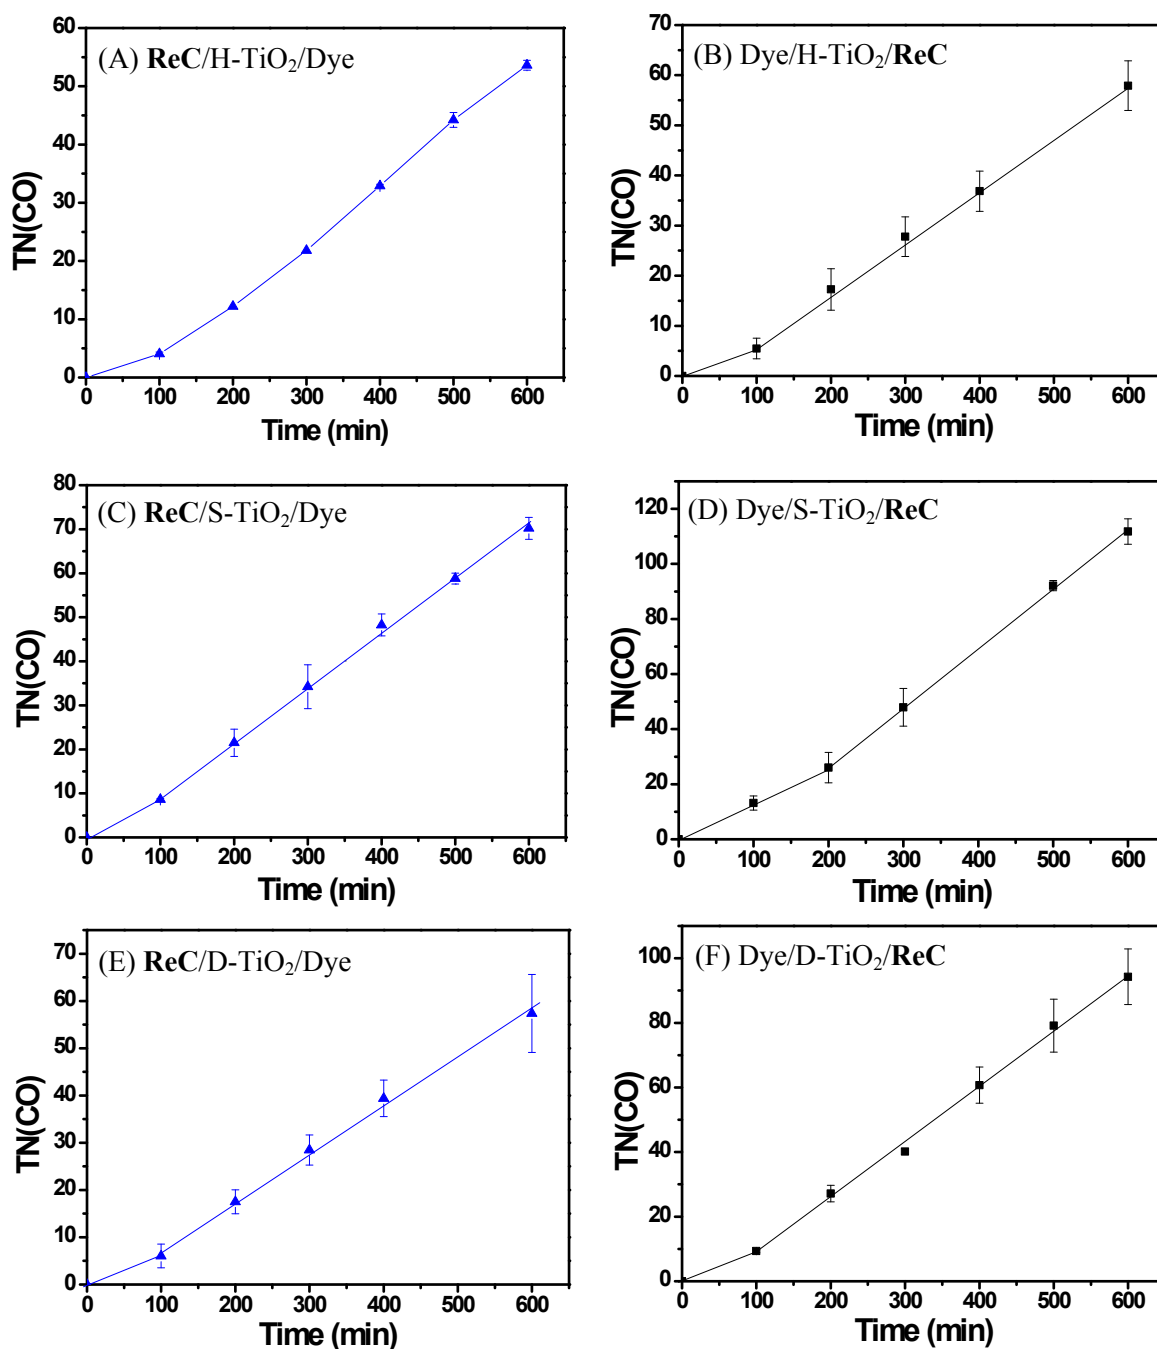 (A) ReC/H-TiO₂/Dye
TN(CO)
60
50
40
30
20
10
0
0 100 200 300 400 500 600
Time (min)
(B) Dye/H-TiO₂/ReC
TN(CO)
70
60
50
40
30
20
10
0
0 100 200 300 400 500 600
Time (min)
(C) ReC/S-TiO₂/Dye
TN(CO)
80
70
60
50
40
30
20
10
0
0 100 200 300 400 500 600
Time (min)
(D) Dye/S-TiO₂/ReC
TN(CO)
120
100
80
60
40
20
0
0 100 200 300 400 500 600
Time (min)
(E) ReC/D-TiO₂/Dye
TN(CO)
70
60
50
40
30
20
10
0
0 100 200 300 400 500 600
Time (min)
(F) Dye/D-TiO₂/ReC
TN(CO)
100
80
60
40
20
0
0 100 200 300 400 500 600
Time (min)